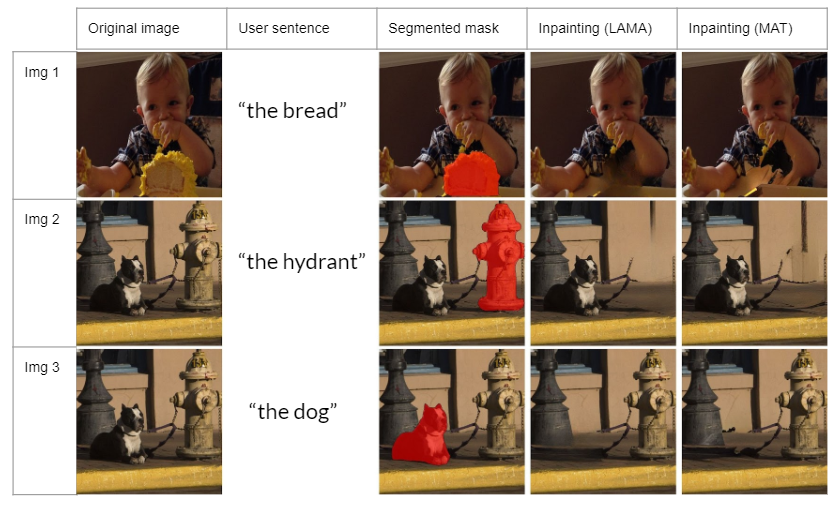 Original image
User sentence
Segmented mask
Inpainting (LAMA)
Inpainting (MAT)
Img 1
“the bread”
Img 2
“the hydrant”
Img 3
“the dog”